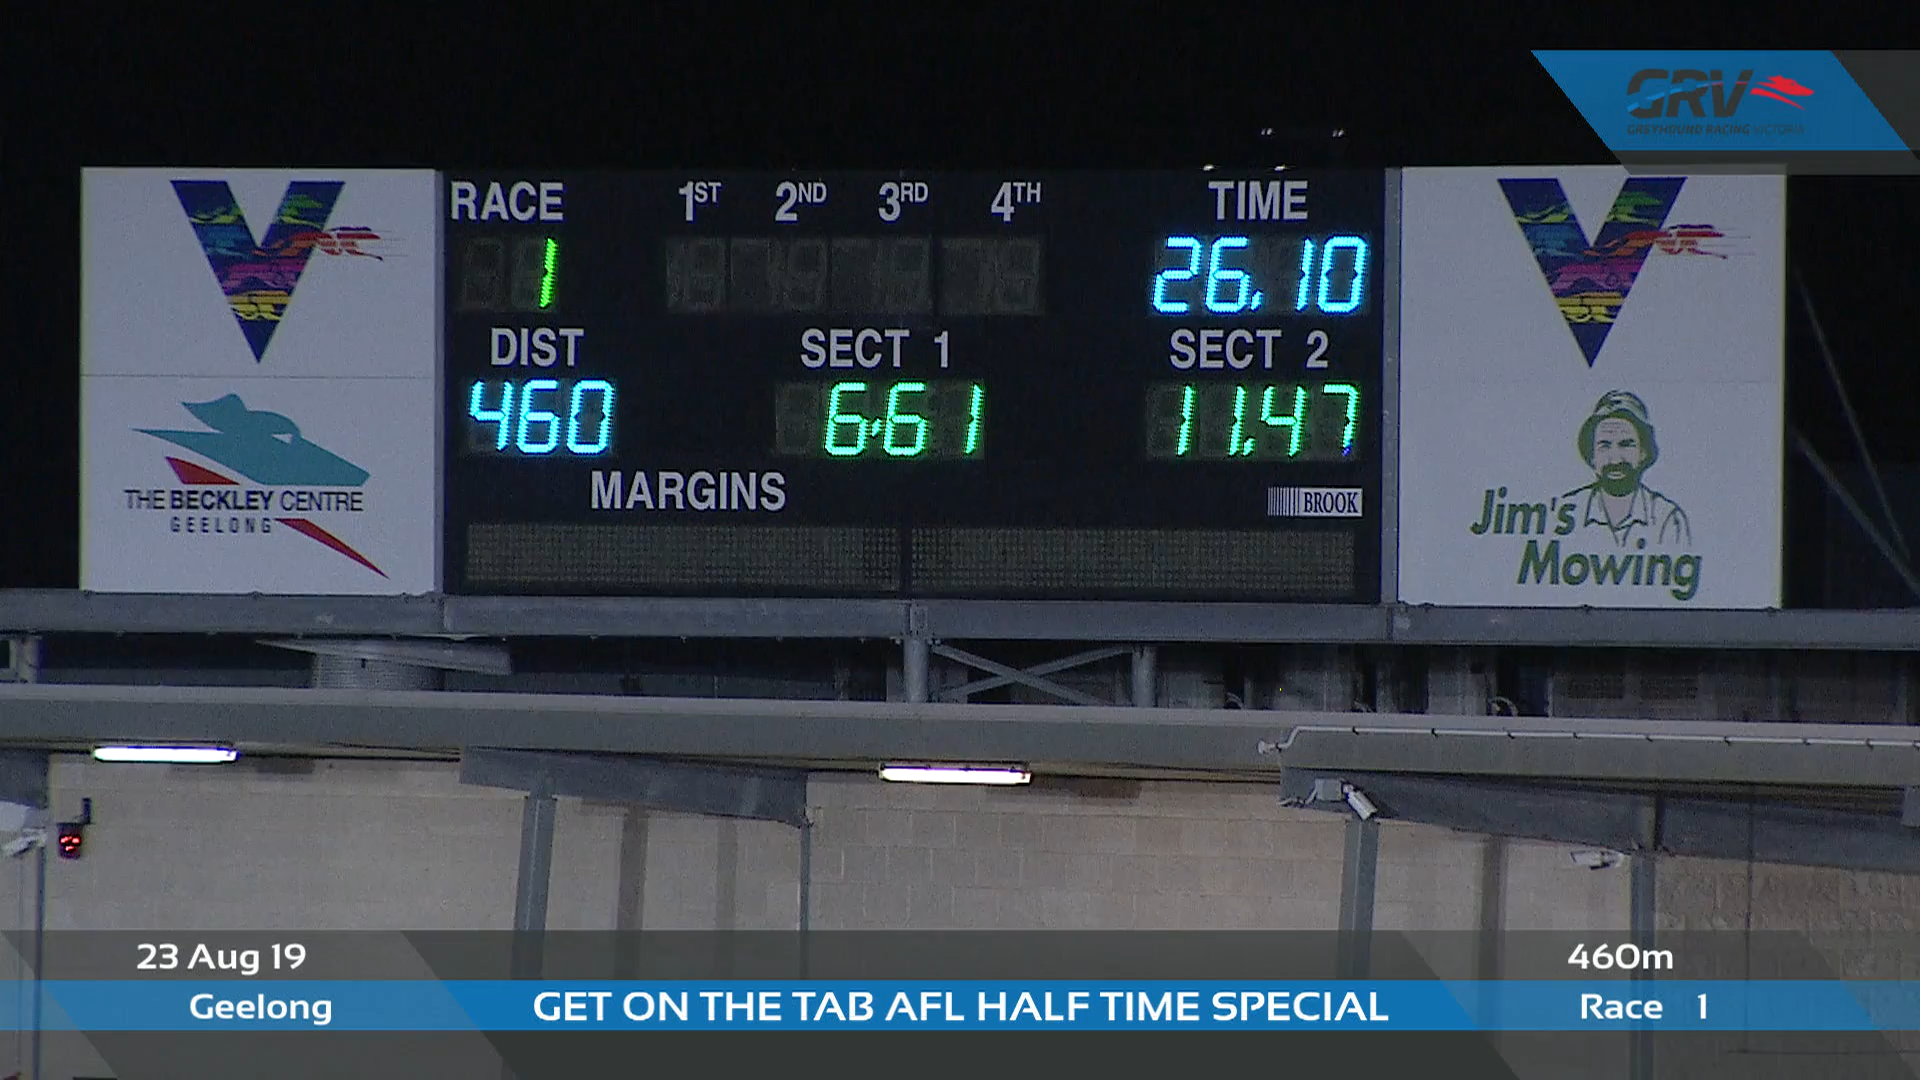 GRV
GREYHOUND RACING VICTORIA
RACE 1ST 2ND 3RD 4TH TIME
1 26.10
DIST SECT 1 SECT 2
460 6.61 11.47
MARGINS
BROOK
THE BECKLEY CENTRE
GEELONG
Jim's
Mowing
23 Aug 19
460m
Geelong
GET ON THE TAB AFL HALF TIME SPECIAL
Race 1